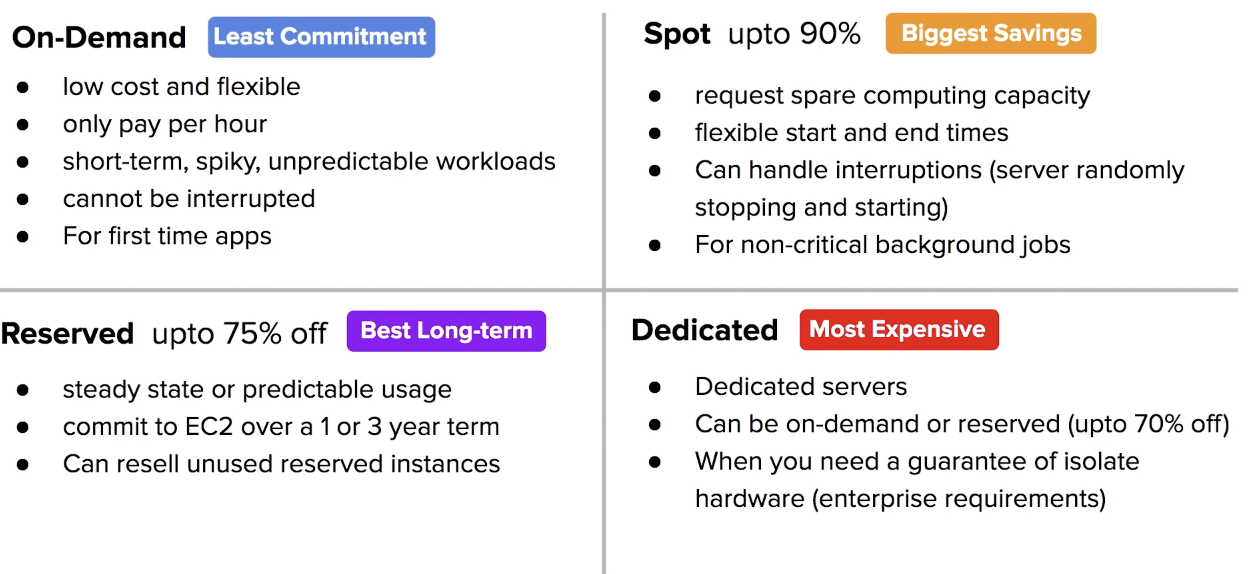 On-Demand Least Commitment
● low cost and flexible
● only pay per hour
● short-term, spiky, unpredictable workloads
● cannot be interrupted
● For first time apps
Spot upto 90% Biggest Savings
● request spare computing capacity
● flexible start and end times
● Can handle interruptions (server randomly
stopping and starting)
● For non-critical background jobs
Reserved upto 75% off Best Long-term
● steady state or predictable usage
● commit to EC2 over a 1 or 3 year term
● Can resell unused reserved instances
Dedicated Most Expensive
● Dedicated servers
● Can be on-demand or reserved (upto 70% off)
● When you need a guarantee of isolate
hardware (enterprise requirements)